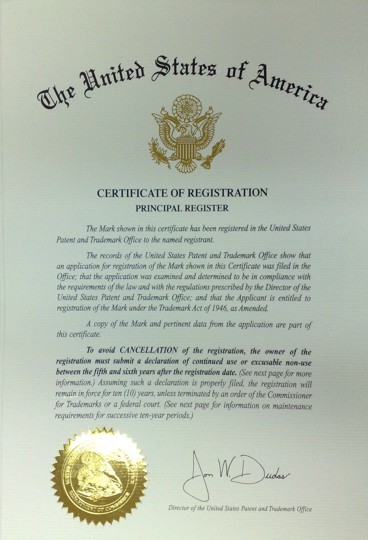 The United States of America
CERTIFICATE OF REGISTRATION
PRINCIPAL REGISTER
The Mark shown in this certificate has been registered in the United States
Patent and Trademark Office to the named registrant.
The records of the United States Patent and Trademark Office show that
an application for registration of the Mark shown in this Certificate was filed in the
Office; that the application was examined and determined to be in compliance with
the requirements of the law and with the regulations prescribed by the Director of the
United States Patent and Trademark Office; and that the Applicant is entitled to
registration of the Mark under the Trademark Act of 1946, as Amended.
A copy of the Mark and pertinent data from the application are part of
this certificate.
To avoid CANCELLATION of the registration, the owner of the
registration must submit a declaration of continued use or excusable non-use
between the fifth and sixth years after the registration date. (See next page for more
information.) Assuming such a declaration is properly filed, the registration will
remain in force for ten (10) years, unless terminated by an order of the Commissioner
for Trademarks or a federal court. (See next page for information on maintenance
requirements for successive ten-year periods.)
Jon W Dudas
Director of the United States Patent and Trademark Office